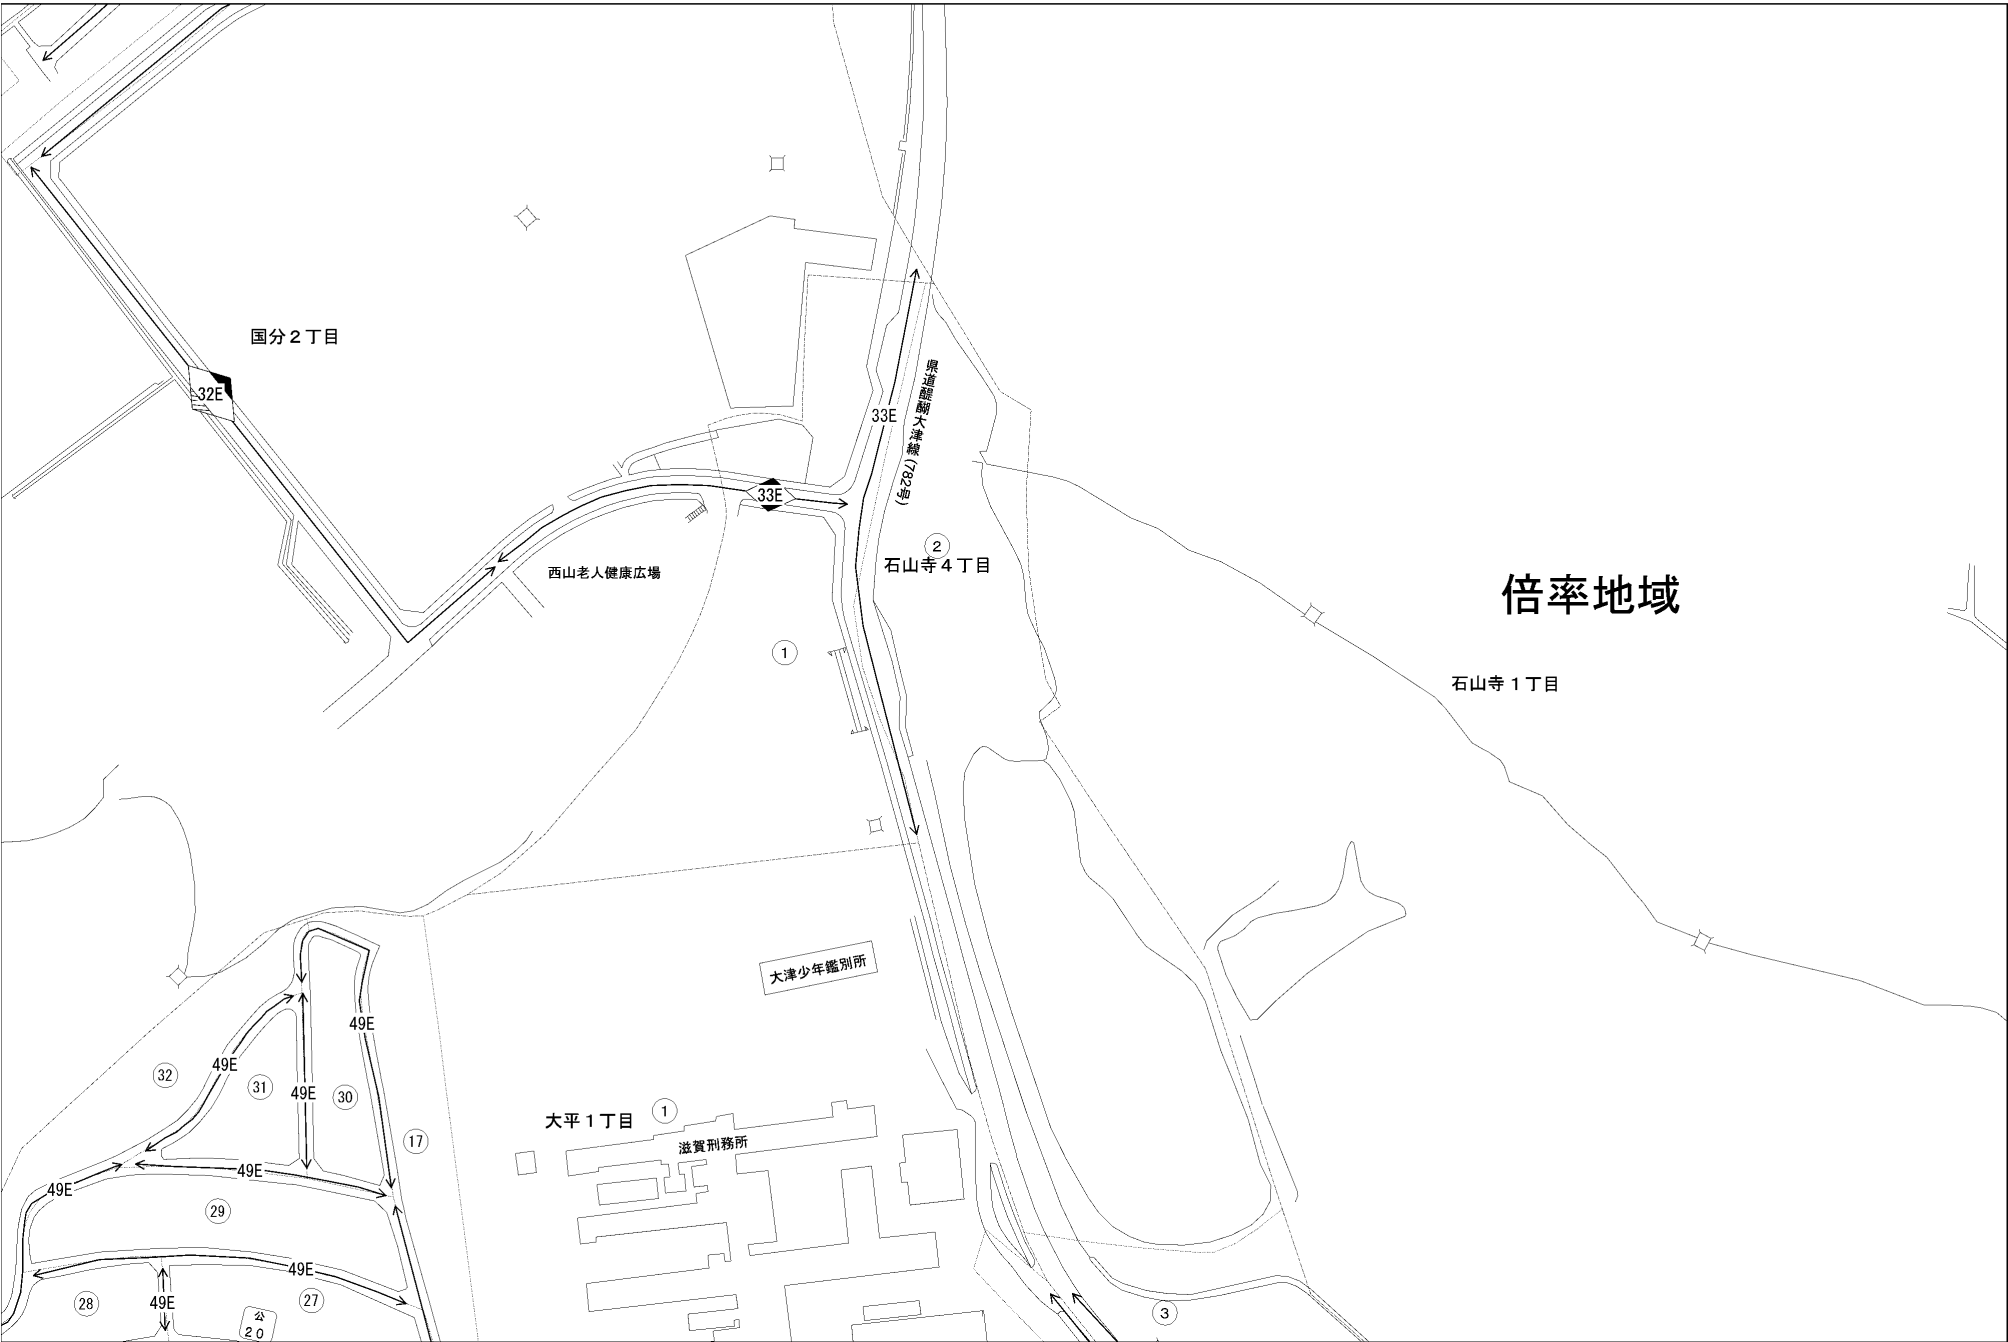 国分２丁目
32E
県道醍醐大津線(782号)
33E
33E
②
石山寺４丁目
西山老人健康広場
倍率地域
①
石山寺１丁目
大津少年鑑別所
49E
49E
㉜
㉛
49E
㉚
大平１丁目
①
滋賀刑務所
⑰
49E
49E
㉙
49E
49E
㉘
㉗
公
20
③